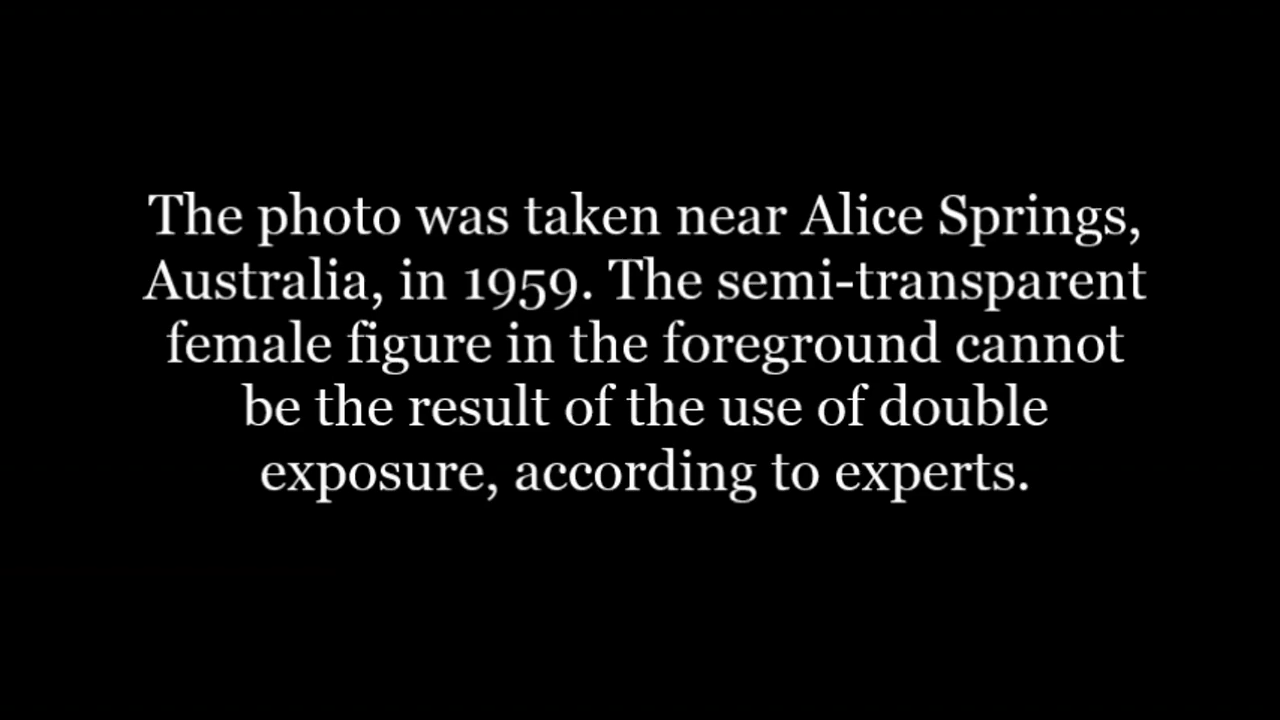 The photo was taken near Alice Springs,
Australia, in 1959. The semi-transparent
female figure in the foreground cannot
be the result of the use of double
exposure, according to experts.